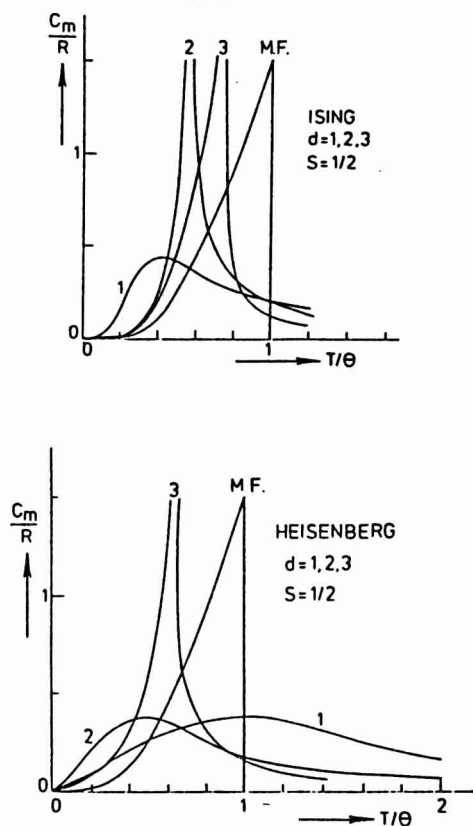 2 3 M.F.
Cm
R
ISING
d=1,2,3
S=1/2
1
1
0
0 1
T/θ
3 M.F.
Cm
R
HEISENBERG
d=1,2,3
S=1/2
1
1
2
0
0 1 2
T/θ